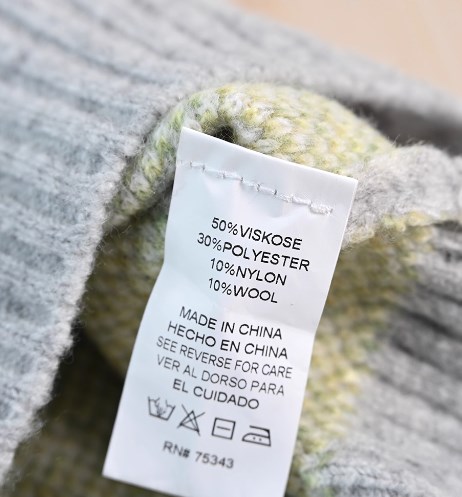 50%VISKOSE
30%POLYESTER
10%NYLON
10%WOOL
MADE IN CHINA
HECHO EN CHINA
SEE REVERSE FOR CARE
VER AL DORSO PARA
EL CUIDADO
RN# 75343